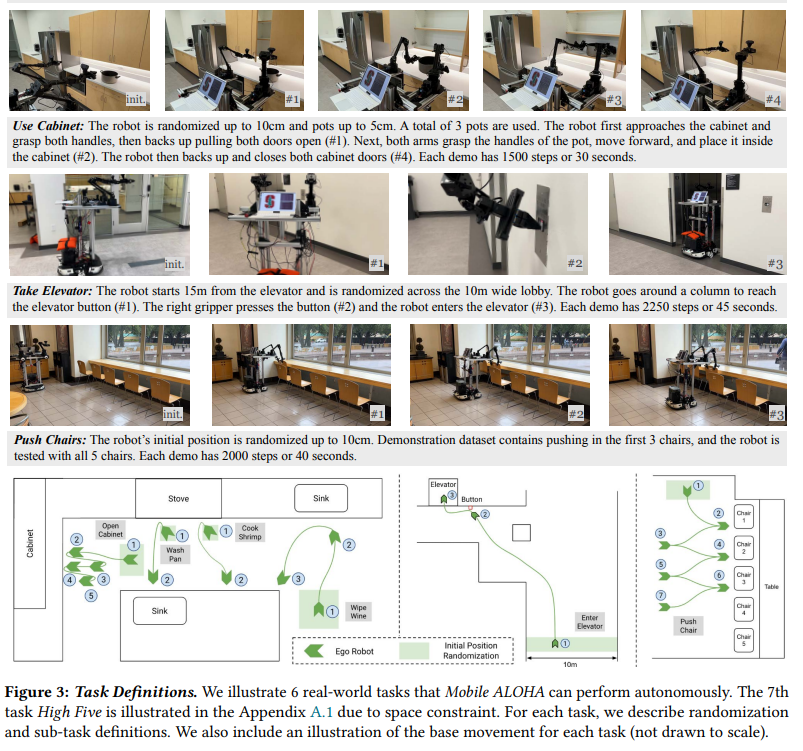 init.
#1
#2
#3
#4
Use Cabinet: The robot is randomized up to 10cm and pots up to 5cm. A total of 3 pots are used. The robot first approaches the cabinet and
grasp both handles, then backs up pulling both doors open (#1). Next, both arms grasp the handles of the pot, move forward, and place it inside
the cabinet (#2). The robot then backs up and closes both cabinet doors (#4). Each demo has 1500 steps or 30 seconds.
init.
#1
#2
#3
Take Elevator: The robot starts 15m from the elevator and is randomized across the 10m wide lobby. The robot goes around a column to reach
the elevator button (#1). The right gripper presses the button (#2) and the robot enters the elevator (#3). Each demo has 2250 steps or 45 seconds.
init.
#1
#2
#3
Push Chairs: The robot's initial position is randomized up to 10cm. Demonstration dataset contains pushing in the first 3 chairs, and the robot is
tested with all 5 chairs. Each demo has 2000 steps or 40 seconds.
Cabinet
Stove
Sink
Open
Cabinet
1
2
3
4
5
Wash
Pan
1
2
Cook
Shrimp
1
2
Sink
Wipe
Wine
1
2
3
Ego Robot
Initial Position
Randomization
Elevator
3
Button
2
Enter
Elevator
1
10m
1
2
3
4
5
6
7
Push
Chair
Chair
1
Chair
2
Chair
3
Chair
4
Chair
5
Table
Figure 3: Task Definitions. We illustrate 6 real-world tasks that Mobile ALOHA can perform autonomously. The 7th
task High Five is illustrated in the Appendix A.1 due to space constraint. For each task, we describe randomization
and sub-task definitions. We also include an illustration of the base movement for each task (not drawn to scale).